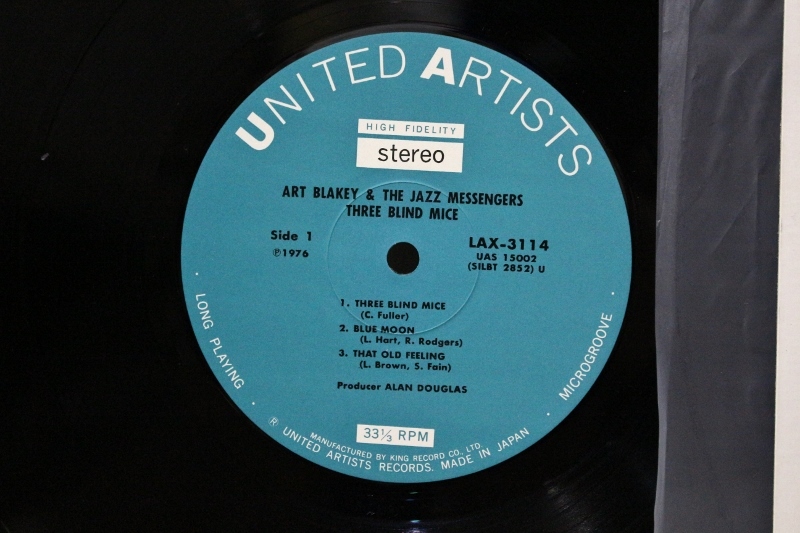 UNITED ARTISTS
HIGH FIDELITY
stereo
ART BLAKEY & THE JAZZ MESSENGERS
THREE BLIND MICE
Side 1
℗1976
LAX-3114
UAS 15002
(SILBT 2852) U
1. THREE BLIND MICE
(C. Fuller)
2. BLUE MOON
(L. Hart, R. Rodgers)
3. THAT OLD FEELING
(L. Brown, S. Fain)
Producer ALAN DOUGLAS
· LONG PLAYING ·
· MICROGROOVE ·
33⅓ RPM
MANUFACTURED BY KING RECORD CO., LTD.
® UNITED ARTISTS RECORDS. MADE IN JAPAN